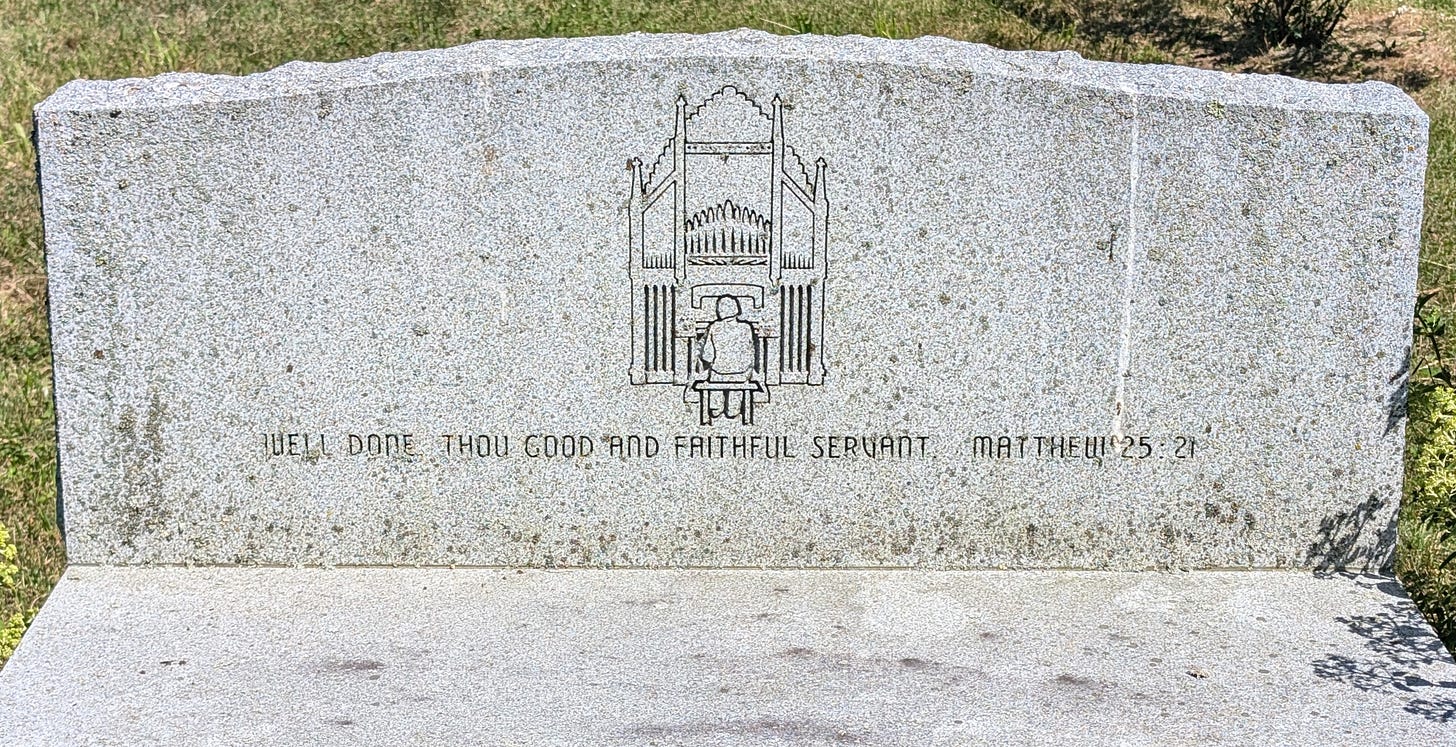 WELL DONE, THOU GOOD AND FAITHFUL SERVANT. MATTHEW 25:21